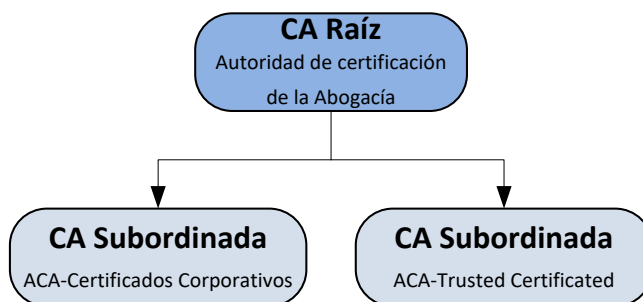 CA Raíz
Autoridad de certificación
de la Abogacía
CA Subordinada
ACA-Certificados Corporativos
CA Subordinada
ACA-Trusted Certificated